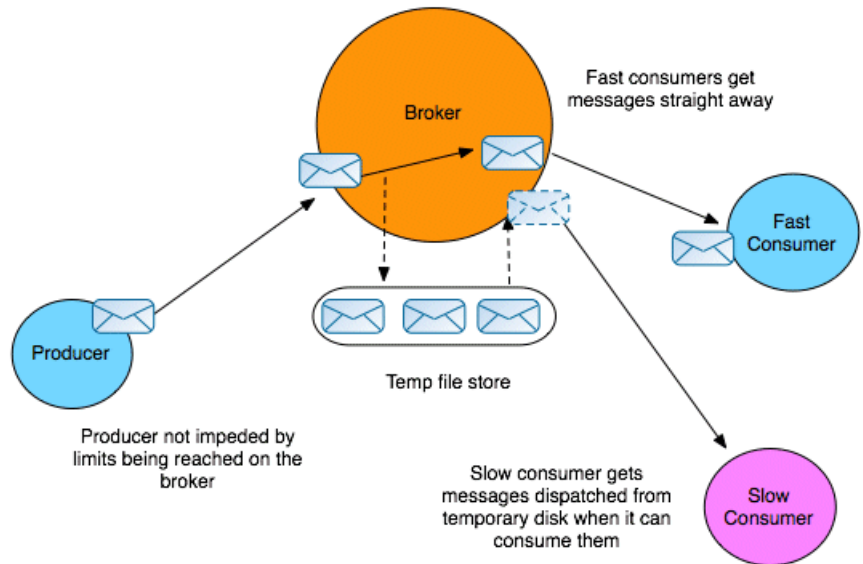 Broker
Fast consumers get
messages straight away
Fast
Consumer
Producer
Temp file store
Producer not impeded by
limits being reached on the
broker
Slow consumer gets
messages dispatched from
temporary disk when it can
consume them
Slow
Consumer